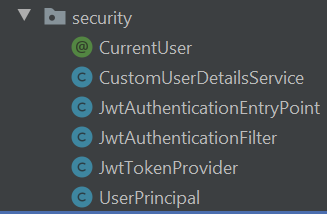 security
@ CurrentUser
C CustomUserDetailsService
C JwtAuthenticationEntryPoint
C JwtAuthenticationFilter
C JwtTokenProvider
C UserPrincipal